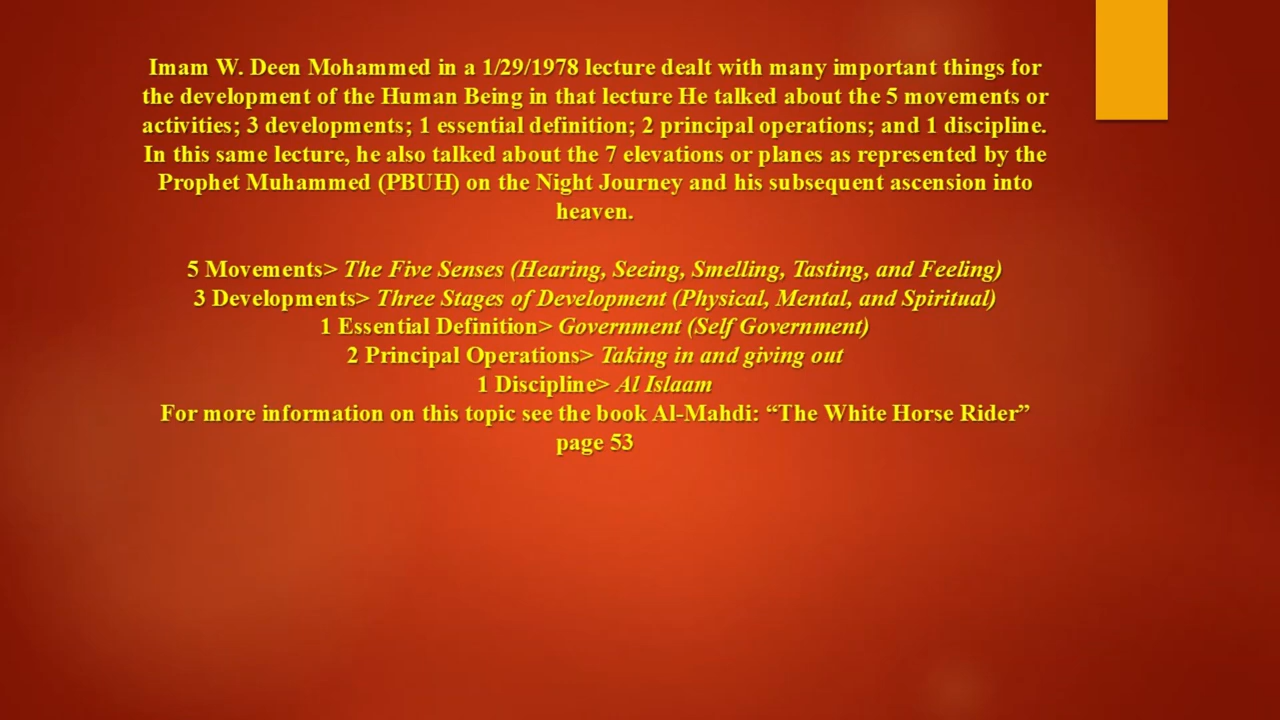 Imam W. Deen Mohammed in a 1/29/1978 lecture dealt with many important things for
the development of the Human Being in that lecture He talked about the 5 movements or
activities; 3 developments; 1 essential definition; 2 principal operations; and 1 discipline.
In this same lecture, he also talked about the 7 elevations or planes as represented by the
Prophet Muhammed (PBUH) on the Night Journey and his subsequent ascension into
heaven.
5 Movements> The Five Senses (Hearing, Seeing, Smelling, Tasting, and Feeling)
3 Developments> Three Stages of Development (Physical, Mental, and Spiritual)
1 Essential Definition> Government (Self Government)
2 Principal Operations> Taking in and giving out
1 Discipline> Al Islaam
For more information on this topic see the book Al-Mahdi: “The White Horse Rider”
page 53